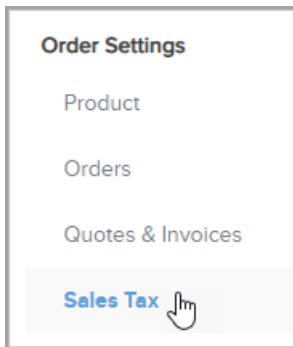 Order Settings
Product
Orders
Quotes & Invoices
Sales Tax